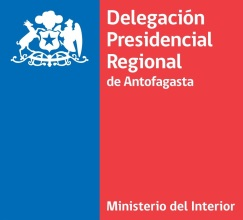 Delegación
Presidencial
Regional
de Antofagasta
Ministerio del Interior